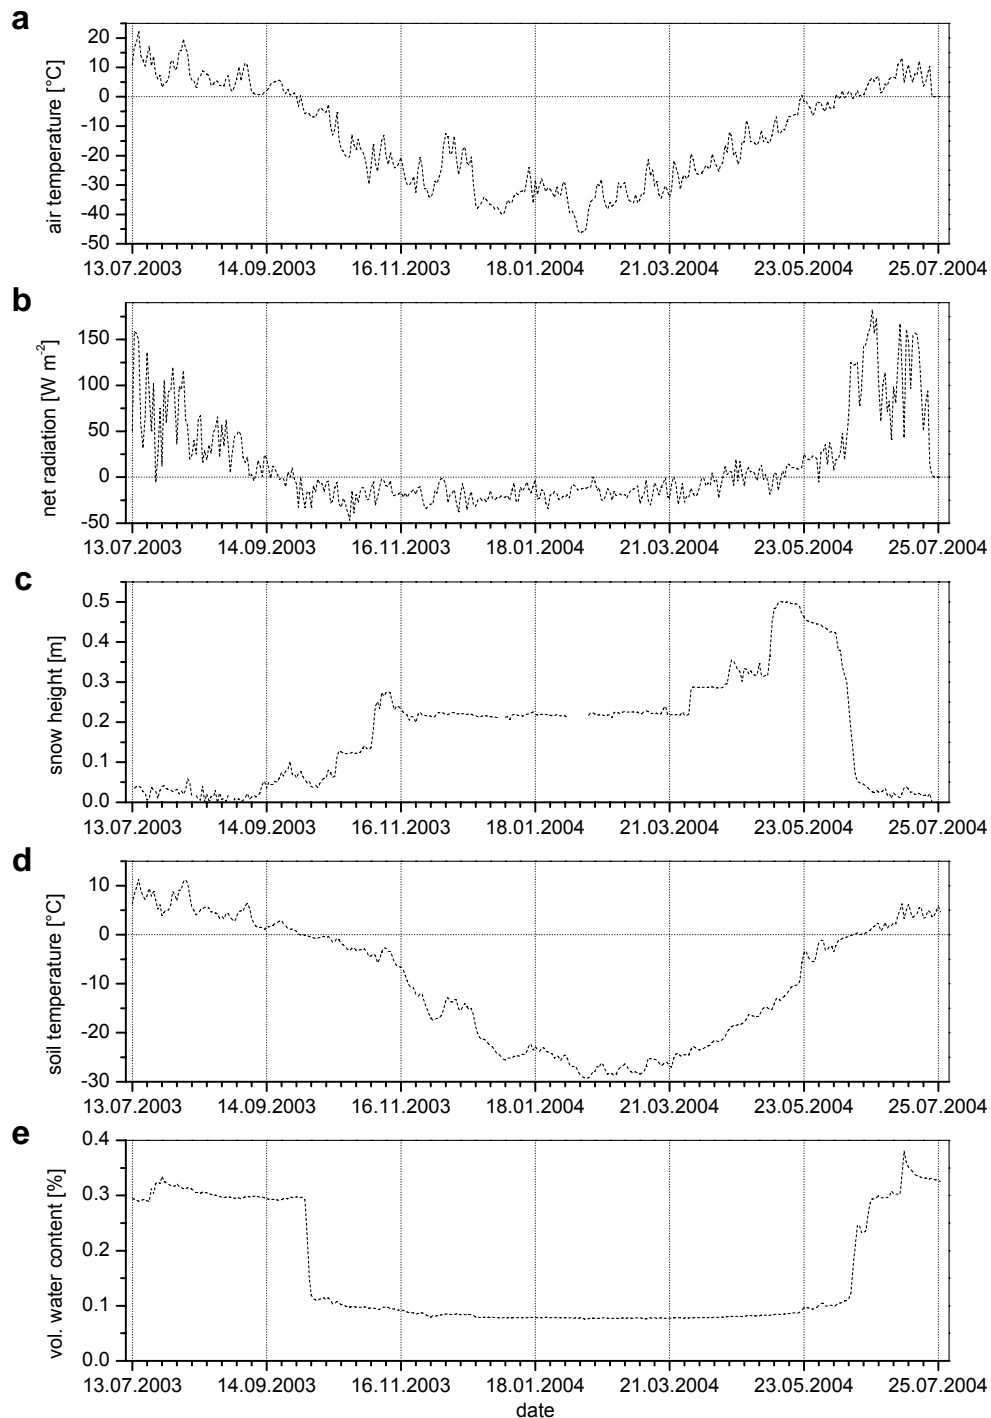 a
air temperature [°C]
20
10
0
-10
-20
-30
-40
-50
13.07.2003 14.09.2003 16.11.2003 18.01.2004 21.03.2004 23.05.2004 25.07.2004
b
net radiation [W m-2]
150
100
50
0
-50
13.07.2003 14.09.2003 16.11.2003 18.01.2004 21.03.2004 23.05.2004 25.07.2004
c
snow height [m]
0.5
0.4
0.3
0.2
0.1
0.0
13.07.2003 14.09.2003 16.11.2003 18.01.2004 21.03.2004 23.05.2004 25.07.2004
d
soil temperature [°C]
10
0
-10
-20
-30
13.07.2003 14.09.2003 16.11.2003 18.01.2004 21.03.2004 23.05.2004 25.07.2004
e
vol. water content [%]
0.4
0.3
0.2
0.1
0.0
13.07.2003 14.09.2003 16.11.2003 18.01.2004 21.03.2004 23.05.2004 25.07.2004
date